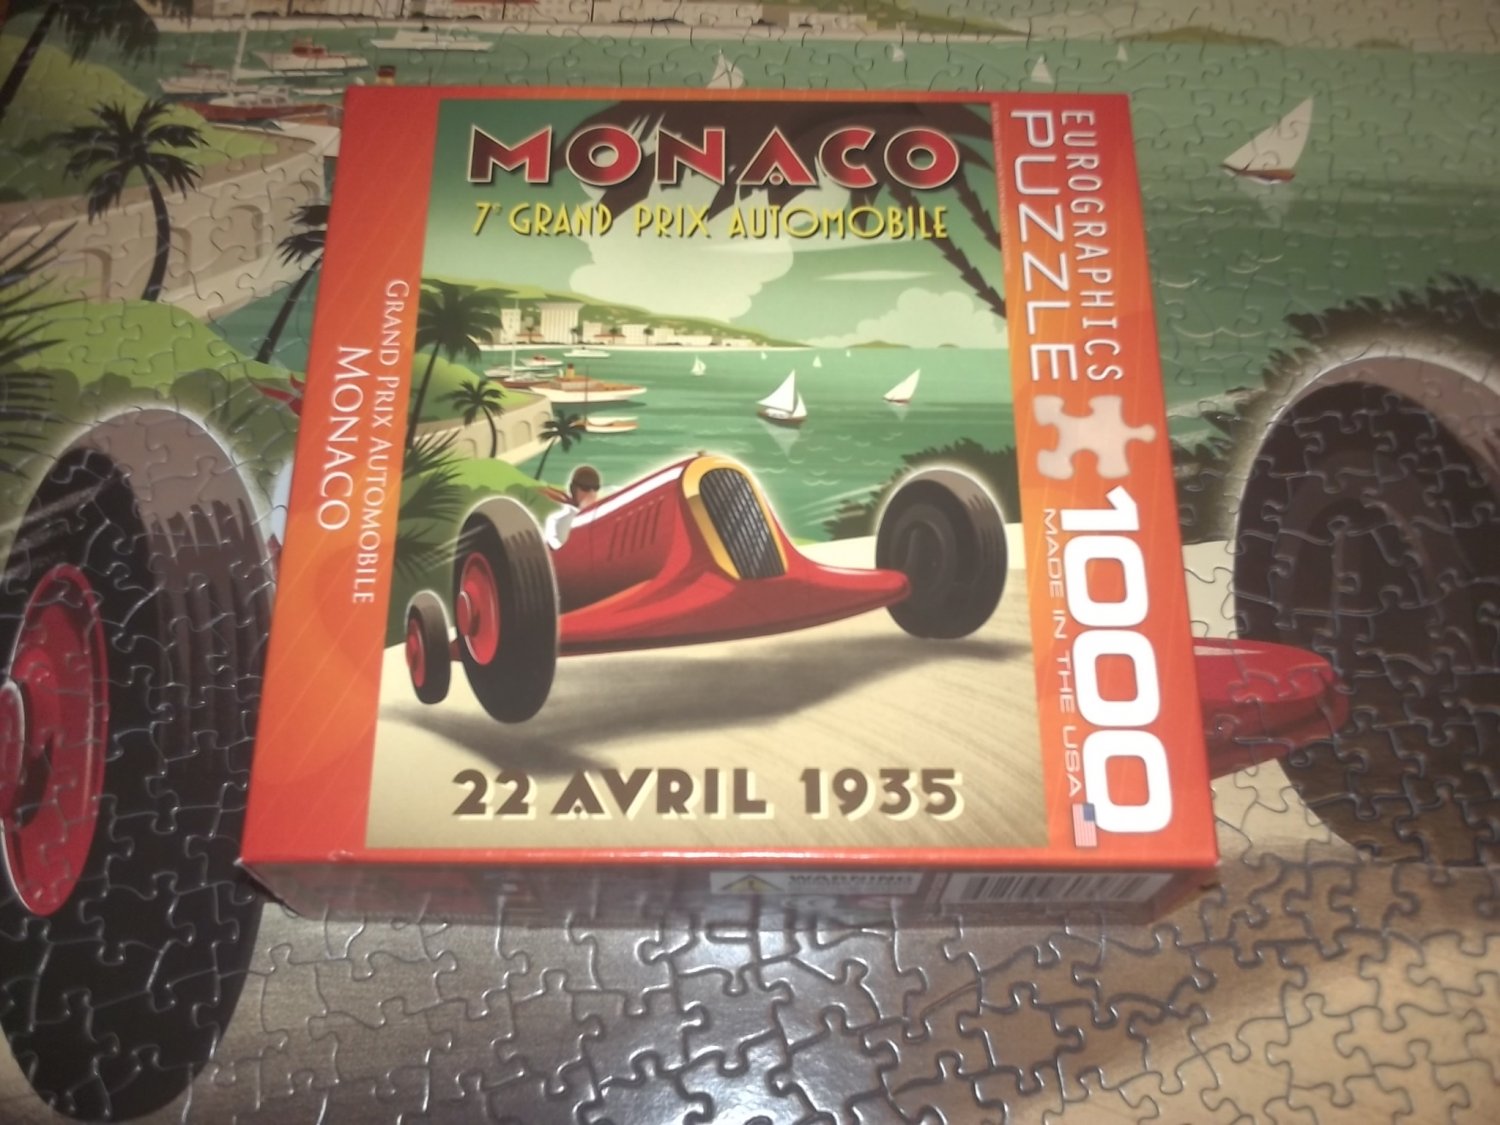 MONACO
7e GRAND PRIX AUTOMOBILE
22 AVRIL 1935
GRAND PRIX AUTOMOBILE
MONACO
EUROGRAPHICS
PUZZLE
1000
MADE IN THE USA
WARNING